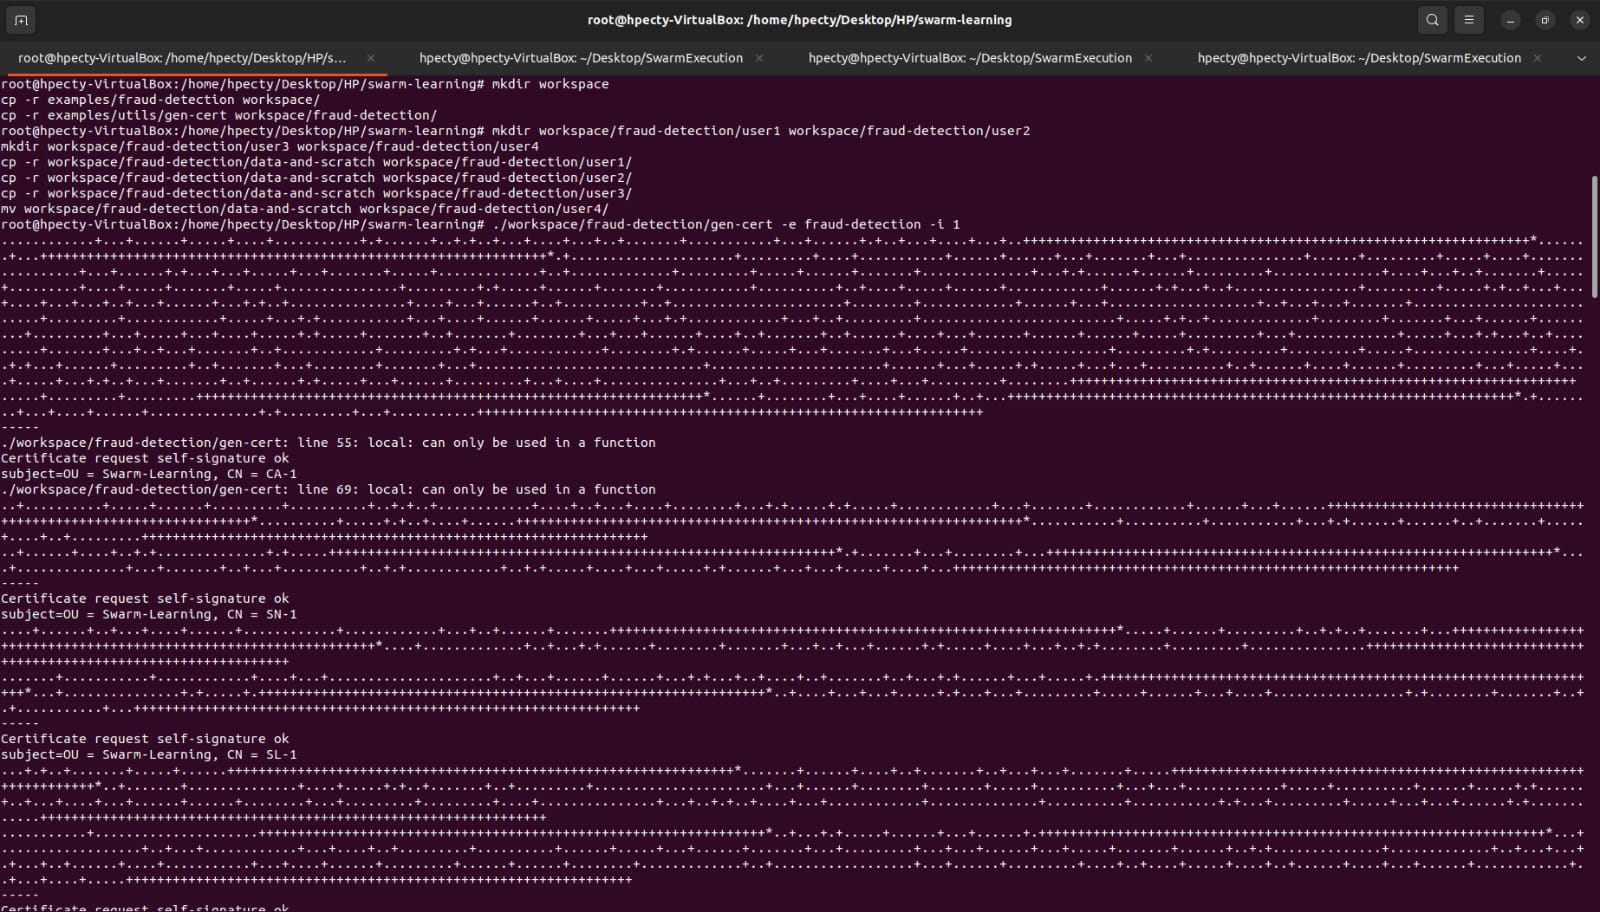 root@hpecty-VirtualBox: /home/hpecty/Desktop/HP/swarm-learning
root@hpecty-VirtualBox: /home/hpecty/Desktop/HP/s...
hpecty@hpecty-VirtualBox: ~/Desktop/SwarmExecution
hpecty@hpecty-VirtualBox: ~/Desktop/SwarmExecution
hpecty@hpecty-VirtualBox: ~/Desktop/SwarmExecution
root@hpecty-VirtualBox:/home/hpecty/Desktop/HP/swarm-learning# mkdir workspace
cp -r examples/fraud-detection workspace/
cp -r examples/utils/gen-cert workspace/fraud-detection/
root@hpecty-VirtualBox:/home/hpecty/Desktop/HP/swarm-learning# mkdir workspace/fraud-detection/user1 workspace/fraud-detection/user2
mkdir workspace/fraud-detection/user3 workspace/fraud-detection/user4
cp -r workspace/fraud-detection/data-and-scratch workspace/fraud-detection/user1/
cp -r workspace/fraud-detection/data-and-scratch workspace/fraud-detection/user2/
cp -r workspace/fraud-detection/data-and-scratch workspace/fraud-detection/user3/
mv workspace/fraud-detection/data-and-scratch workspace/fraud-detection/user4/
root@hpecty-VirtualBox:/home/hpecty/Desktop/HP/swarm-learning# ./workspace/fraud-detection/gen-cert -e fraud-detection -i 1
-----
./workspace/fraud-detection/gen-cert: line 55: local: can only be used in a function
Certificate request self-signature ok
subject=OU = Swarm-Learning, CN = CA-1
./workspace/fraud-detection/gen-cert: line 69: local: can only be used in a function
-----
Certificate request self-signature ok
subject=OU = Swarm-Learning, CN = SN-1
-----
Certificate request self-signature ok
subject=OU = Swarm-Learning, CN = SL-1
-----
Certificate request self-signature ok